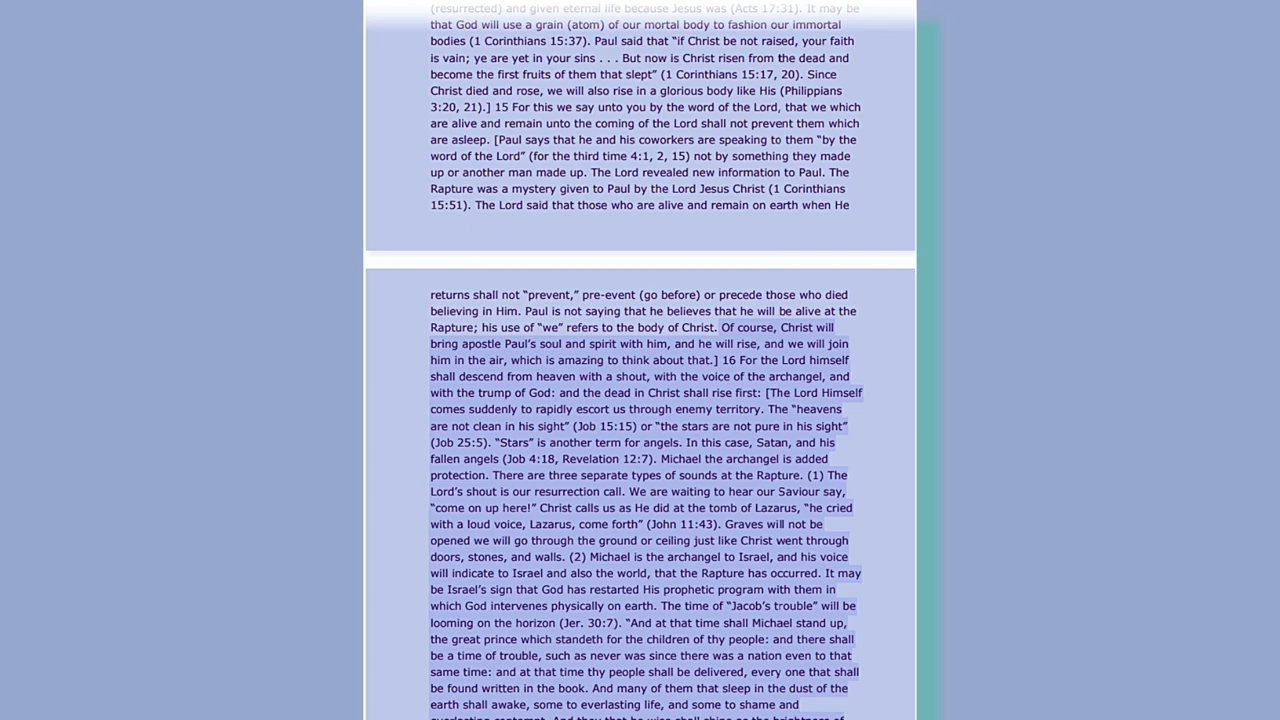 (resurrected) and given eternal life because Jesus was (Acts 17:31). It may be
that God will use a grain (atom) of our mortal body to fashion our immortal
bodies (1 Corinthians 15:37). Paul said that “if Christ be not raised, your faith
is vain; ye are yet in your sins . . . But now is Christ risen from the dead and
become the first fruits of them that slept” (1 Corinthians 15:17, 20). Since
Christ died and rose, we will also rise in a glorious body like His (Philippians
3:20, 21).] 15 For this we say unto you by the word of the Lord, that we which
are alive and remain unto the coming of the Lord shall not prevent them which
are asleep. [Paul says that he and his coworkers are speaking to them “by the
word of the Lord” (for the third time 4:1, 2, 15) not by something they made
up or another man made up. The Lord revealed new information to Paul. The
Rapture was a mystery given to Paul by the Lord Jesus Christ (1 Corinthians
15:51). The Lord said that those who are alive and remain on earth when He
returns shall not “prevent,” pre-event (go before) or precede those who died
believing in Him. Paul is not saying that he believes that he will be alive at the
Rapture; his use of “we” refers to the body of Christ. Of course, Christ will
bring apostle Paul’s soul and spirit with him, and he will rise, and we will join
him in the air, which is amazing to think about that.] 16 For the Lord himself
shall descend from heaven with a shout, with the voice of the archangel, and
with the trump of God: and the dead in Christ shall rise first: [The Lord Himself
comes suddenly to rapidly escort us through enemy territory. The “heavens
are not clean in his sight” (Job 15:15) or “the stars are not pure in his sight”
(Job 25:5). “Stars” is another term for angels. In this case, Satan, and his
fallen angels (Job 4:18, Revelation 12:7). Michael the archangel is added
protection. There are three separate types of sounds at the Rapture. (1) The
Lord’s shout is our resurrection call. We are waiting to hear our Saviour say,
“come on up here!” Christ calls us as He did at the tomb of Lazarus, “he cried
with a loud voice, Lazarus, come forth” (John 11:43). Graves will not be
opened we will go through the ground or ceiling just like Christ went through
doors, stones, and walls. (2) Michael is the archangel to Israel, and his voice
will indicate to Israel and also the world, that the Rapture has occurred. It may
be Israel’s sign that God has restarted His prophetic program with them in
which God intervenes physically on earth. The time of “Jacob’s trouble” will be
looming on the horizon (Jer. 30:7). “And at that time shall Michael stand up,
the great prince which standeth for the children of thy people: and there shall
be a time of trouble, such as never was since there was a nation even to that
same time: and at that time thy people shall be delivered, every one that shall
be found written in the book. And many of them that sleep in the dust of the
earth shall awake, some to everlasting life, and some to shame and
everlasting contempt. And they that be wise shall shine as the brightness of